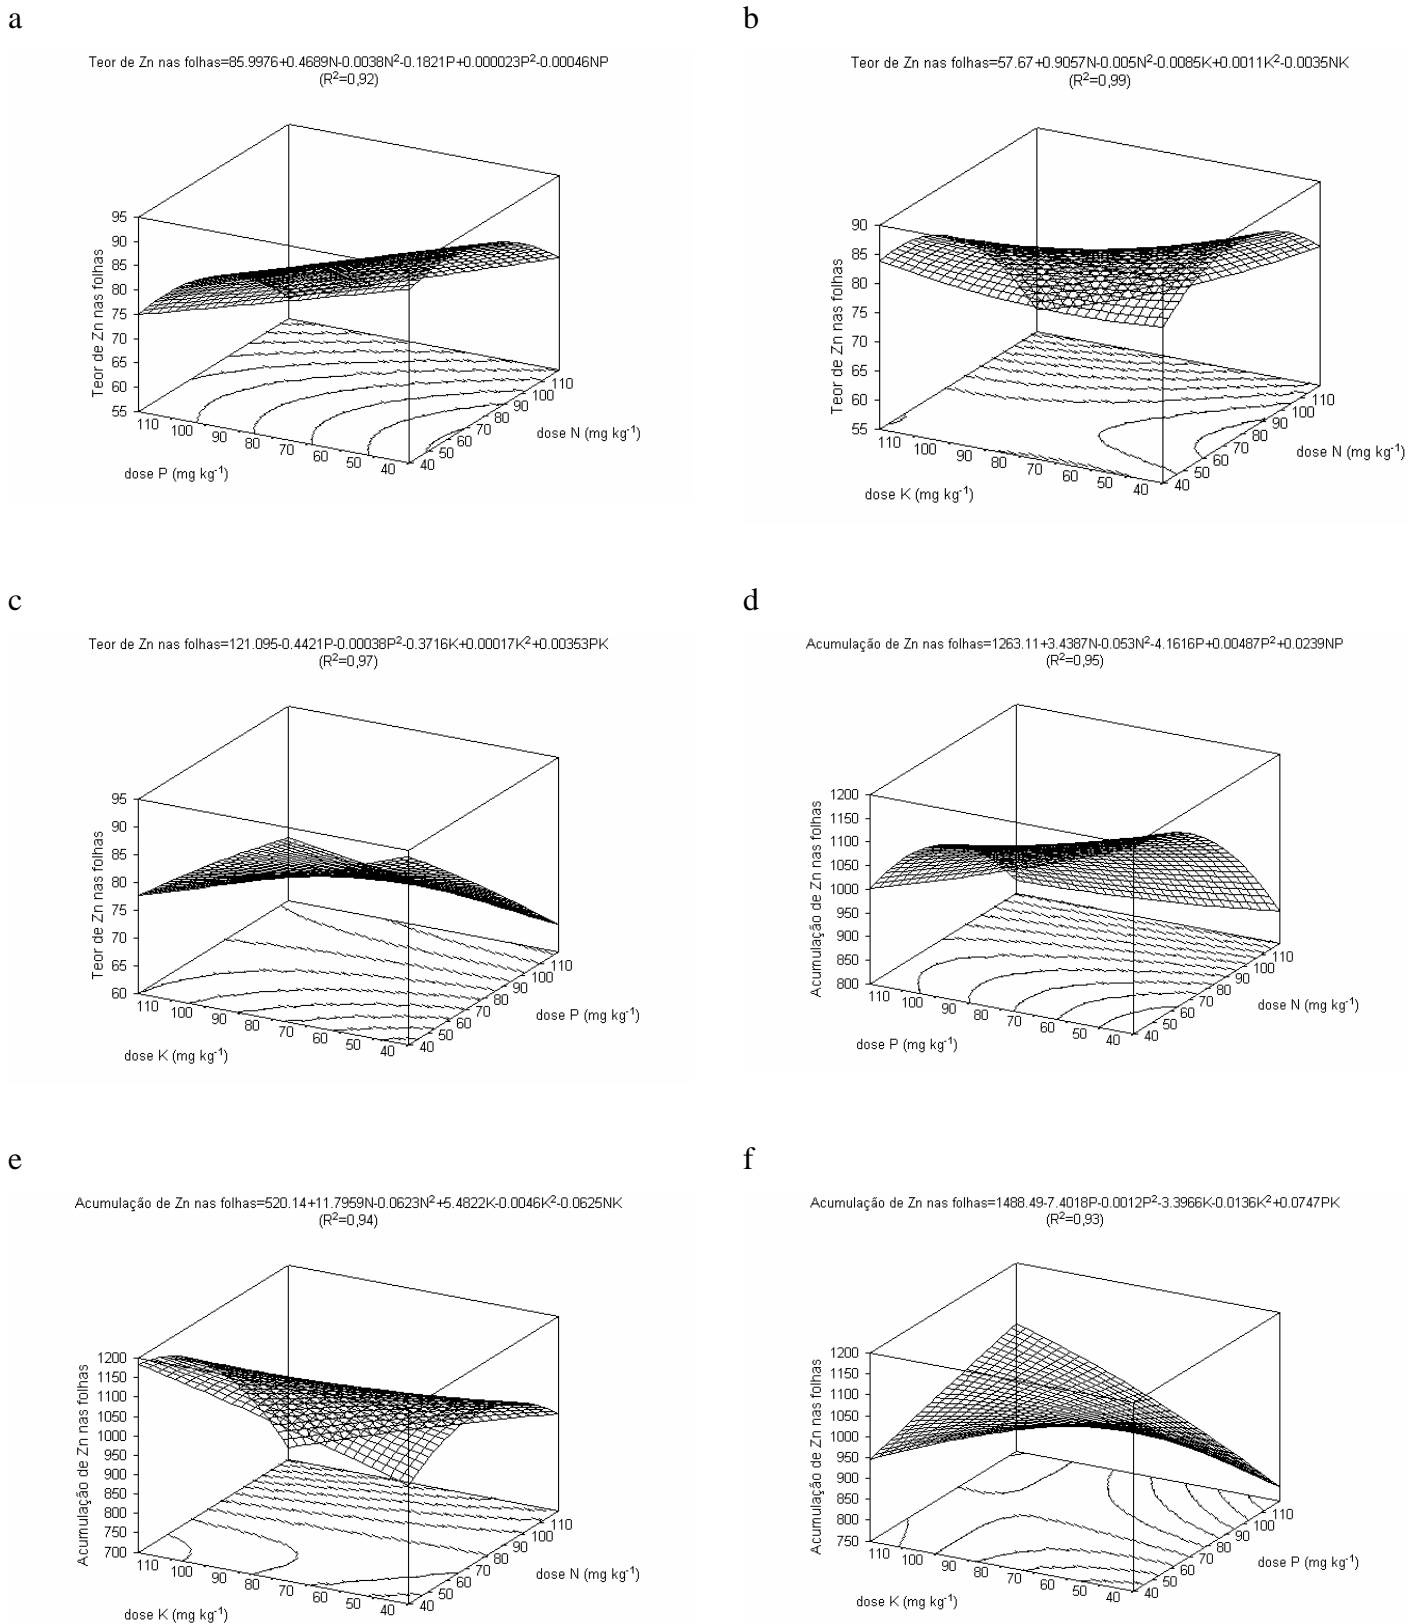 a
Teor de Zn nas folhas=85.9976+0.4689N-0.0038N²-0.1821P+0.000023P²-0.00046NP
(R²=0,92)
Teor de Zn nas folhas
95
90
85
80
75
70
65
60
55
110 100 90 80 70 60 50 40
dose P (mg kg⁻¹)
40 50 60 70 80 90 100 110
dose N (mg kg⁻¹)
b
Teor de Zn nas folhas=57.67+0.9057N-0.005N²-0.0085K+0.0011K²-0.0035NK
(R²=0,99)
Teor de Zn nas folhas
90
85
80
75
70
65
60
55
110 100 90 80 70 60 50 40
dose K (mg kg⁻¹)
40 50 60 70 80 90 100 110
dose N (mg kg⁻¹)
c
Teor de Zn nas folhas=121.095-0.4421P-0.00038P²-0.3716K+0.00017K²+0.00353PK
(R²=0,97)
Teor de Zn nas folhas
95
90
85
80
75
70
65
60
110 100 90 80 70 60 50 40
dose K (mg kg⁻¹)
40 50 60 70 80 90 100 110
dose P (mg kg⁻¹)
d
Acumulação de Zn nas folhas=1263.11+3.4387N-0.053N²-4.1616P+0.00487P²+0.0239NP
(R²=0,95)
Acumulação de Zn nas folhas
1200
1150
1100
1050
1000
950
900
850
800
110 100 90 80 70 60 50 40
dose P (mg kg⁻¹)
40 50 60 70 80 90 100 110
dose N (mg kg⁻¹)
e
Acumulação de Zn nas folhas=520.14+11.7959N-0.0623N²+5.4822K-0.0046K²-0.0625NK
(R²=0,94)
Acumulação de Zn nas folhas
1200
1150
1100
1050
1000
950
900
800
750
700
110 100 90 80 70 60 50 40
dose K (mg kg⁻¹)
40 50 60 70 80 90 100 110
dose N (mg kg⁻¹)
f
Acumulação de Zn nas folhas=1488.49-7.4018P-0.0012P²-3.3966K-0.0136K²+0.0747PK
(R²=0,93)
Acumulação de Zn nas folhas
1200
1150
1100
1050
1000
950
900
850
800
750
110 100 90 80 70 60 50 40
dose K (mg kg⁻¹)
40 50 60 70 80 90 100 110
dose P (mg kg⁻¹)